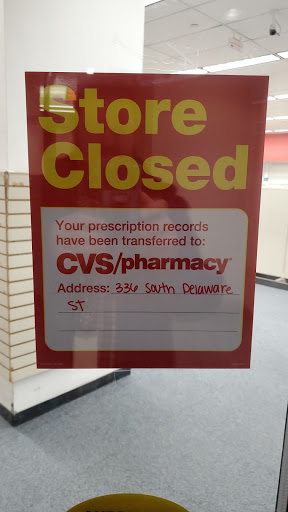 Store
Closed
Your prescription records
have been transferred to:
CVS/pharmacy
Address: 336 South Delaware
ST